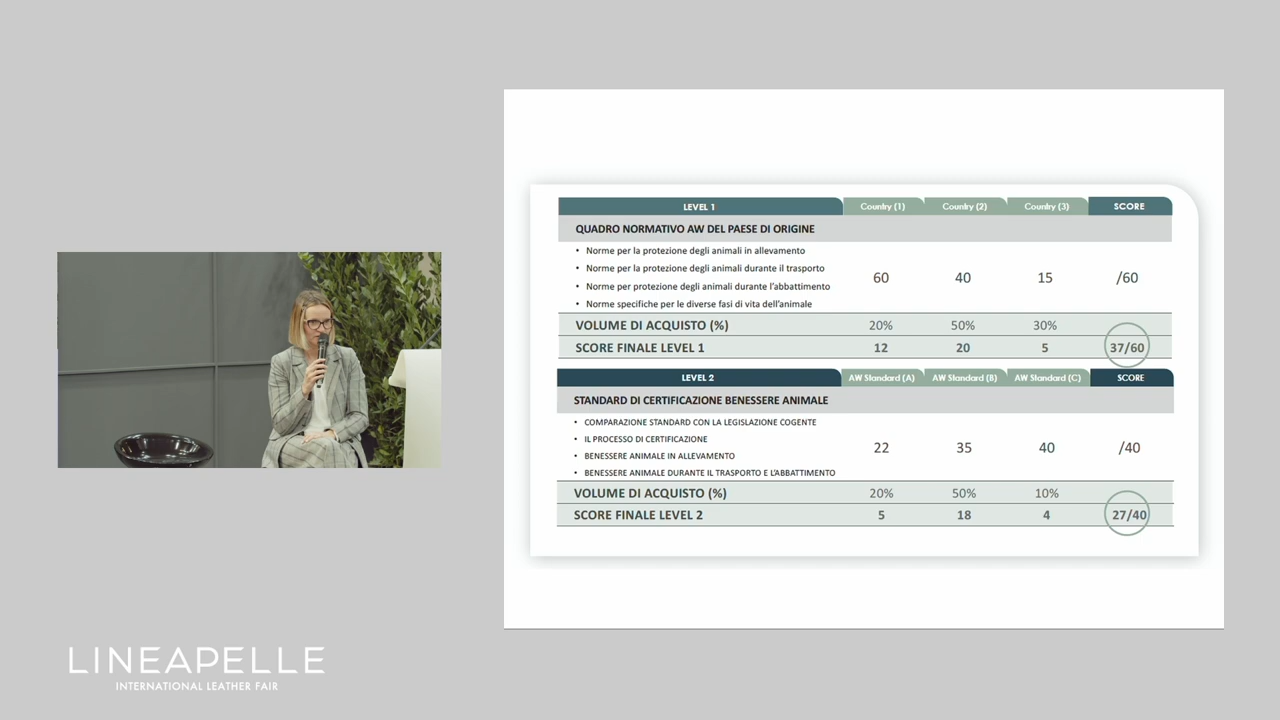 LEVEL 1 Country (1) Country (2) Country (3) SCORE
QUADRO NORMATIVO AW DEL PAESE DI ORIGINE
• Norme per la protezione degli animali in allevamento
• Norme per la protezione degli animali durante il trasporto
• Norme per protezione degli animali durante l'abbattimento
• Norme specifiche per le diverse fasi di vita dell'animale
60 40 15 /60
VOLUME DI ACQUISTO (%) 20% 50% 30%
SCORE FINALE LEVEL 1 12 20 5 37/60
LEVEL 2 AW Standard (A) AW Standard (B) AW Standard (C) SCORE
STANDARD DI CERTIFICAZIONE BENESSERE ANIMALE
• COMPARAZIONE STANDARD CON LA LEGISLAZIONE COGENTE
• IL PROCESSO DI CERTIFICAZIONE
• BENESSERE ANIMALE IN ALLEVAMENTO
• BENESSERE ANIMALE DURANTE IL TRASPORTO E L'ABBATTIMENTO
22 35 40 /40
VOLUME DI ACQUISTO (%) 20% 50% 10%
SCORE FINALE LEVEL 2 5 18 4 27/40
LINEAPELLE
INTERNATIONAL LEATHER FAIR